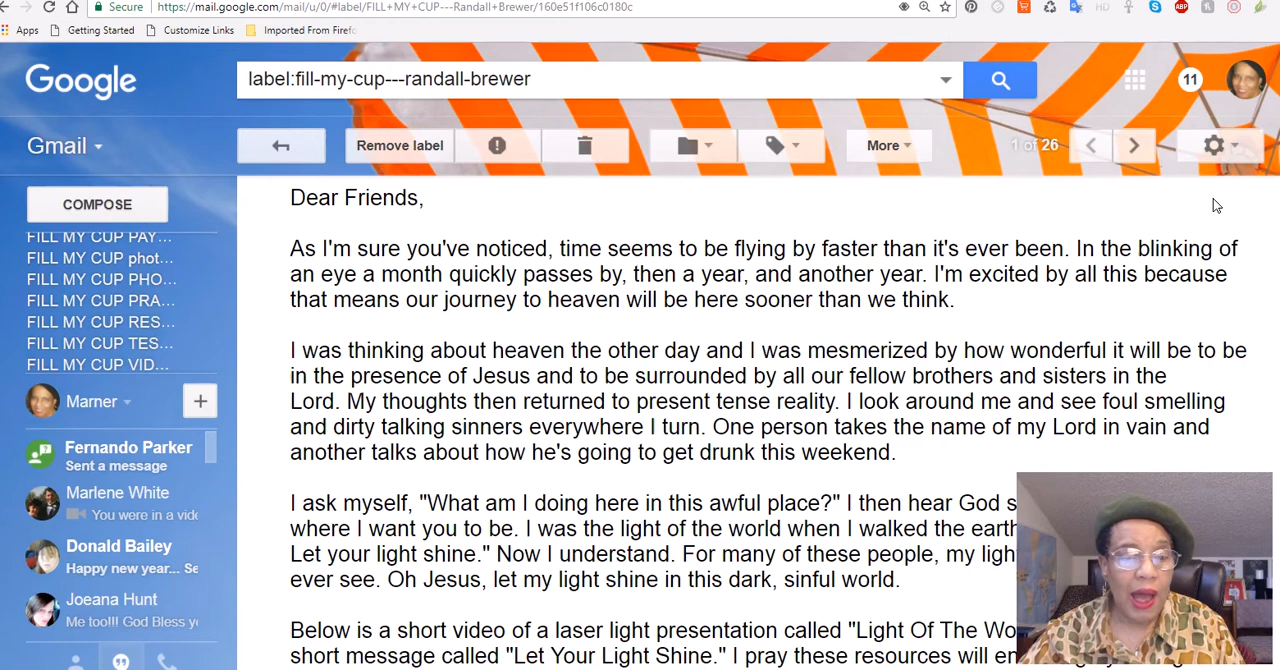 Secure
https://mail.google.com/mail/u/0/#label/FILL+MY+CUP---Randall+Brewer/160e51f106c0180c
ABP
HD
Apps
Getting Started
Customize Links
Imported From Firefo
Google
label:fill-my-cup---randall-brewer
11
Gmail
Remove label
More
1 of 26
COMPOSE
FILL MY CUP PAY...
FILL MY CUP phot...
FILL MY CUP PHO...
FILL MY CUP PRA...
FILL MY CUP RES...
FILL MY CUP TES...
FILL MY CUP VID...
Marner
Fernando Parker
Sent a message
Marlene White
You were in a vide
Donald Bailey
Happy new year... Se
Joeana Hunt
Me too!!! God Bless yo
Dear Friends,
As I'm sure you've noticed, time seems to be flying by faster than it's ever been. In the blinking of
an eye a month quickly passes by, then a year, and another year. I'm excited by all this because
that means our journey to heaven will be here sooner than we think.
I was thinking about heaven the other day and I was mesmerized by how wonderful it will be to be
in the presence of Jesus and to be surrounded by all our fellow brothers and sisters in the
Lord. My thoughts then returned to present tense reality. I look around me and see foul smelling
and dirty talking sinners everywhere I turn. One person takes the name of my Lord in vain and
another talks about how he's going to get drunk this weekend.
I ask myself, "What am I doing here in this awful place?" I then hear God s
where I want you to be. I was the light of the world when I walked the earth
Let your light shine." Now I understand. For many of these people, my ligh
ever see. Oh Jesus, let my light shine in this dark, sinful world.
Below is a short video of a laser light presentation called "Light Of The Wo
short message called "Let Your Light Shine." I pray these resources will en